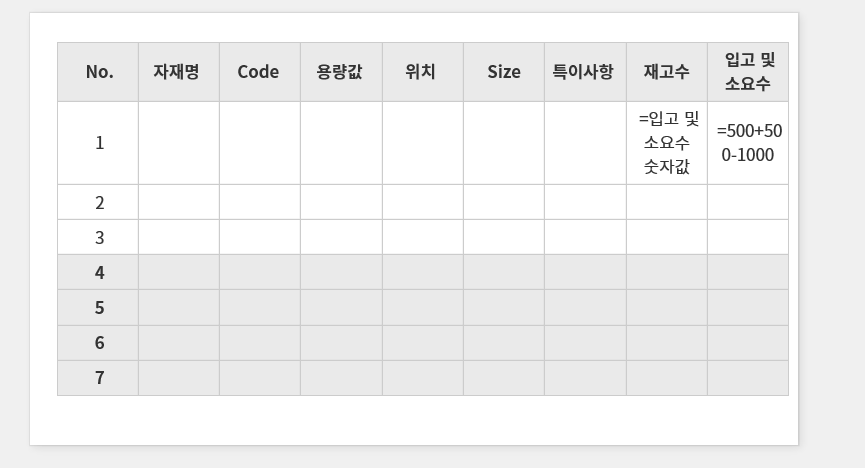 No. 자재명 Code 용량값 위치 Size 특이사항 재고수 입고 및
소요수
1 =입고 및
소요수
숫자값 =500+50
0-1000
2
3
4
5
6
7